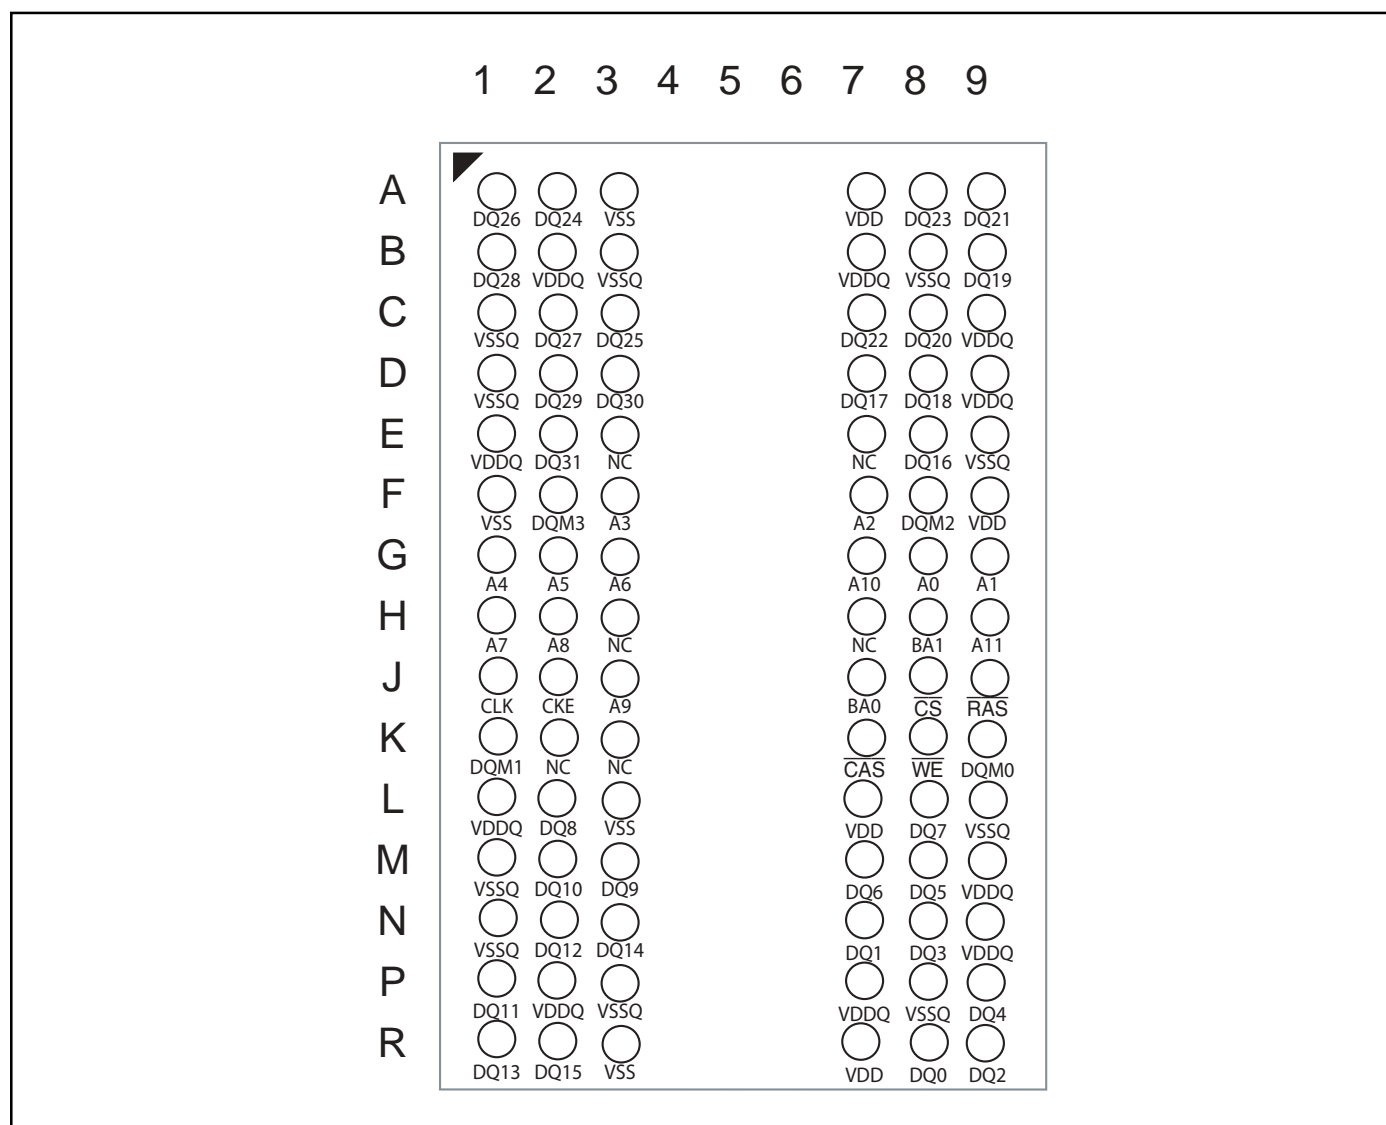 1 2 3 4 5 6 7 8 9
A
DQ26 DQ24 VSS VDD DQ23 DQ21
B
DQ28 VDDQ VSSQ VDDQ VSSQ DQ19
C
VSSQ DQ27 DQ25 DQ22 DQ20 VDDQ
D
VSSQ DQ29 DQ30 DQ17 DQ18 VDDQ
E
VDDQ DQ31 NC NC DQ16 VSSQ
F
VSS DQM3 A3 A2 DQM2 VDD
G
A4 A5 A6 A10 A0 A1
H
A7 A8 NC NC BA1 A11
J
CLK CKE A9 BA0 C̅S̅ R̅A̅S̅
K
DQM1 NC NC C̅A̅S̅ W̅E̅ DQM0
L
VDDQ DQ8 VSS VDD DQ7 VSSQ
M
VSSQ DQ10 DQ9 DQ6 DQ5 VDDQ
N
VSSQ DQ12 DQ14 DQ1 DQ3 VDDQ
P
DQ11 VDDQ VSSQ VDDQ VSSQ DQ4
R
DQ13 DQ15 VSS VDD DQ0 DQ2